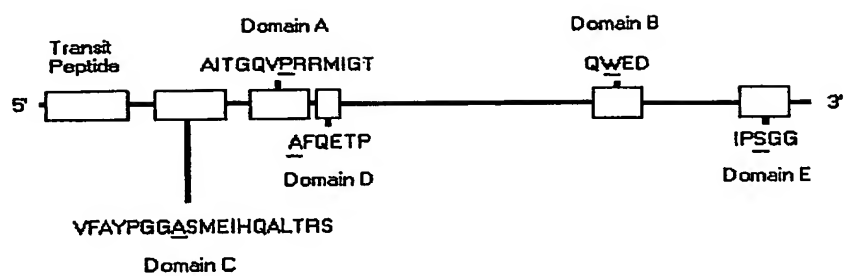 Domain A
Domain B
Transit
Peptide
AITGQVPRRMIGT
QWED
5'
3'
AFQETP
IPSGG
Domain D
Domain E
VFAYPGGASMEIHQALTRS
Domain C